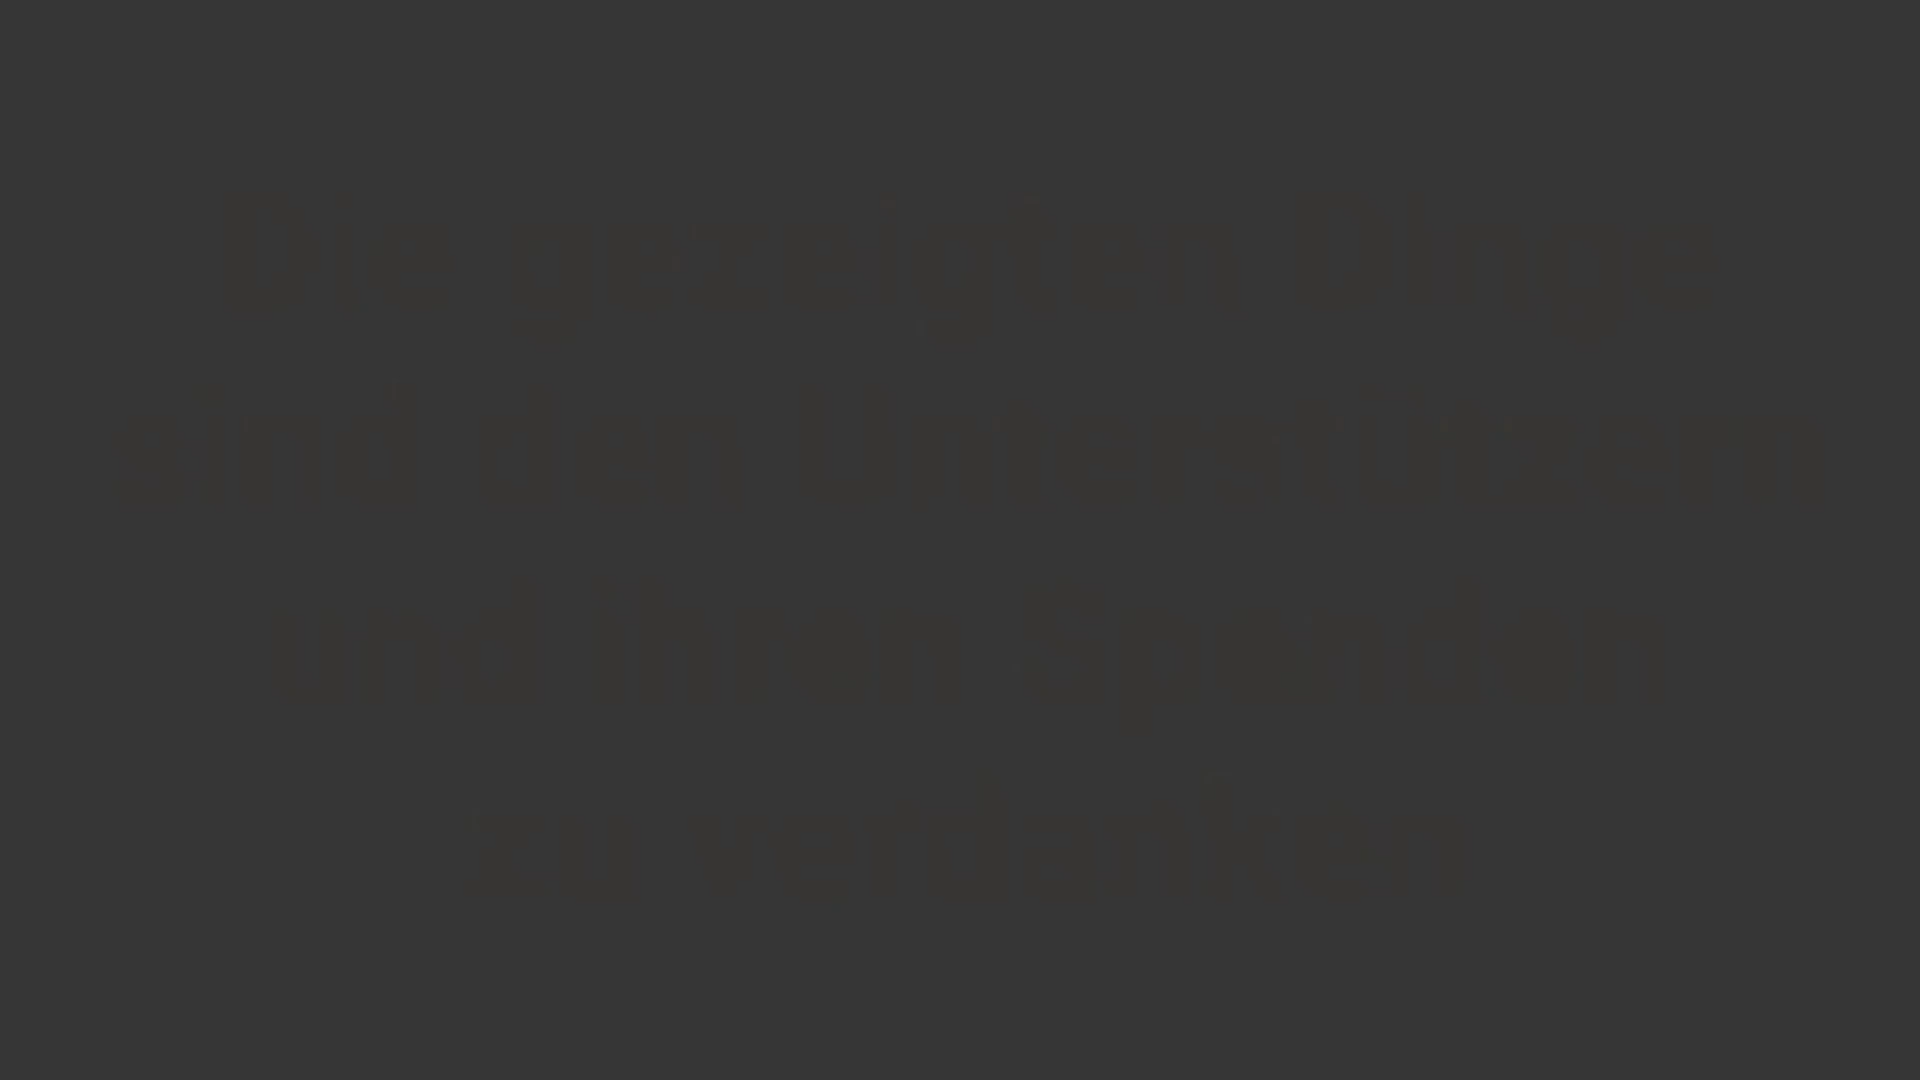 Die gezeigten Dinge
sind den Unterstützern
und ihren Spenden
zu verdanken